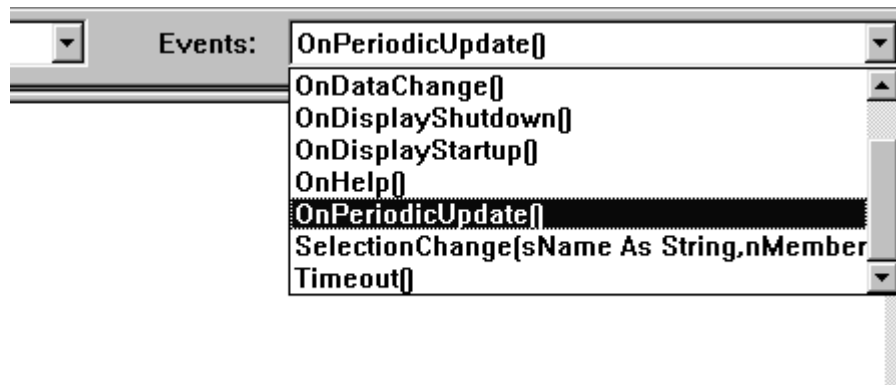 Events: OnPeriodicUpdate()
OnDataChange()
OnDisplayShutdown()
OnDisplayStartup()
OnHelp()
OnPeriodicUpdate()
SelectionChange(sName As String,nMember
Timeout()